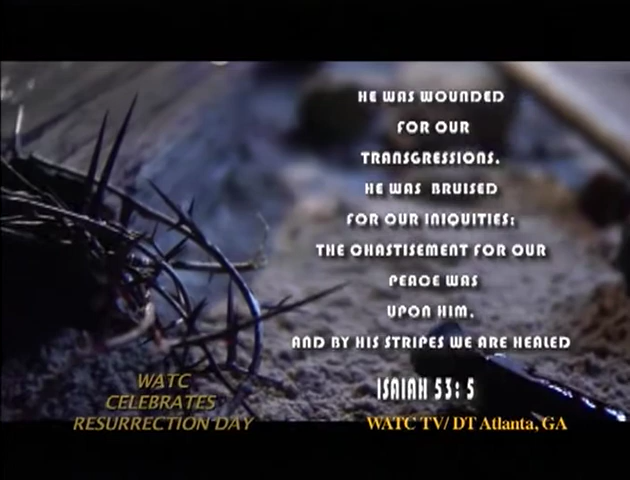 HE WAS WOUNDED
FOR OUR
TRANSGRESSIONS.
HE WAS BRUISED
FOR OUR INIQUITIES:
THE CHASTISEMENT FOR OUR
PEACE WAS
UPON HIM.
AND BY HIS STRIPES WE ARE HEALED
ISAIAH 53: 5
WATC
CELEBRATES
RESURRECTION DAY
WATC TV/ DT Atlanta, GA